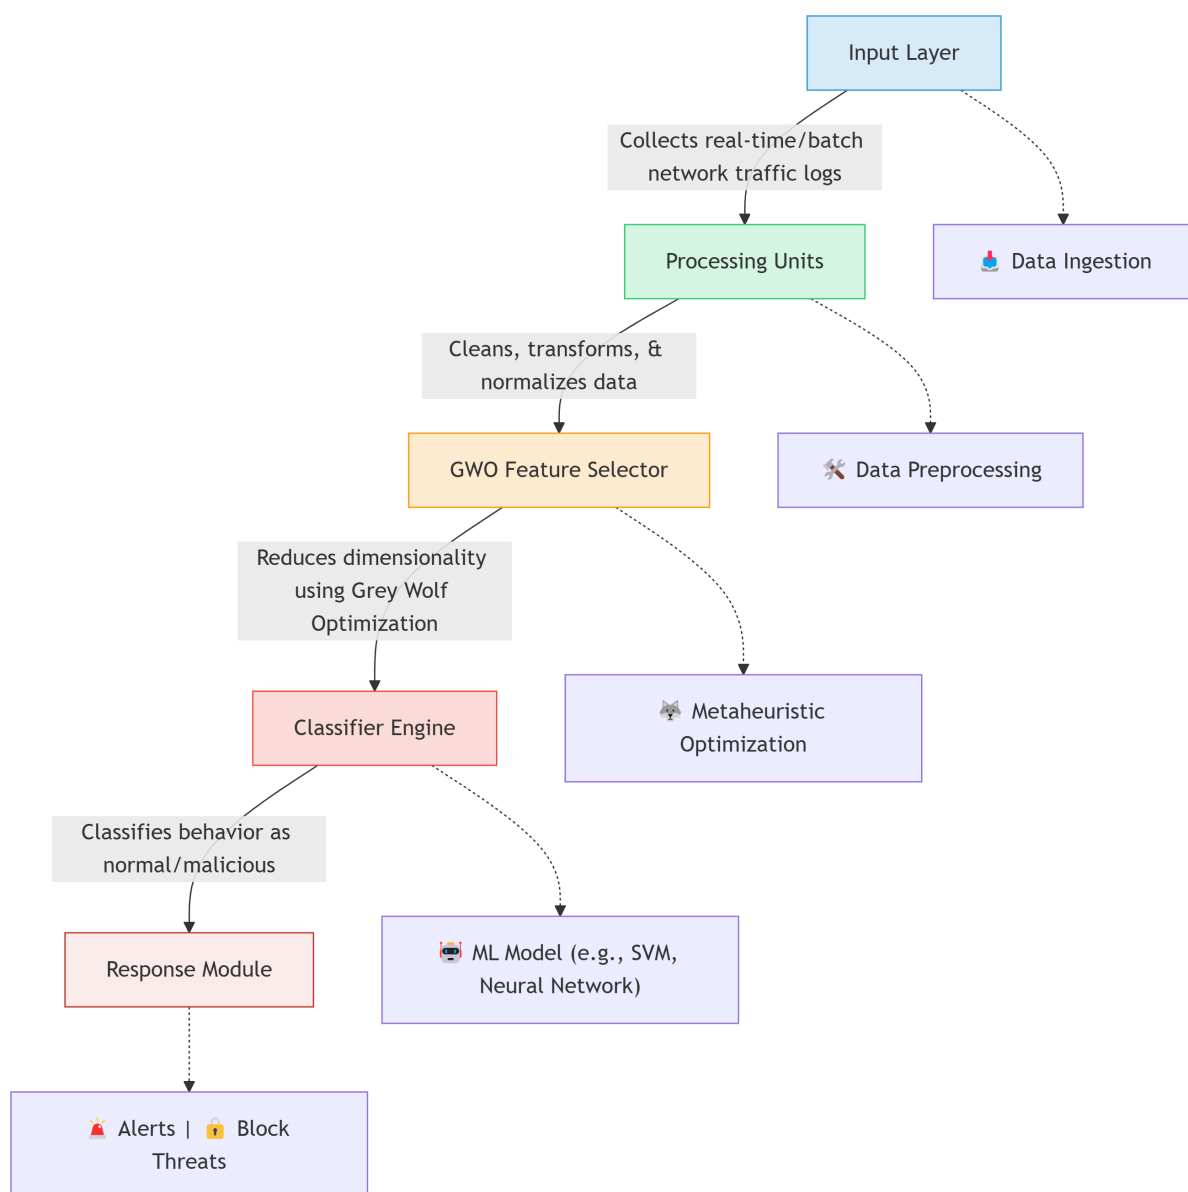 Input Layer
Collects real-time/batch
network traffic logs
Processing Units
Data Ingestion
Cleans, transforms, &
normalizes data
GWO Feature Selector
Data Preprocessing
Reduces dimensionality
using Grey Wolf
Optimization
Classifier Engine
Metaheuristic
Optimization
Classifies behavior as
normal/malicious
Response Module
ML Model (e.g., SVM,
Neural Network)
Alerts | Block
Threats